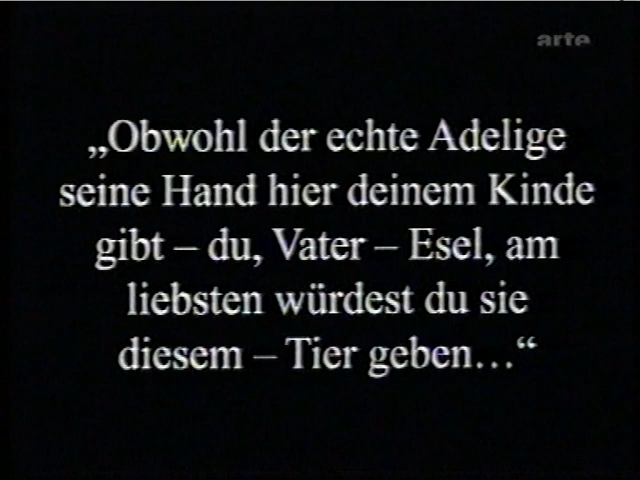 arte
„Obwohl der echte Adelige
seine Hand hier deinem Kinde
gibt – du, Vater – Esel, am
liebsten würdest du sie
diesem – Tier geben...“